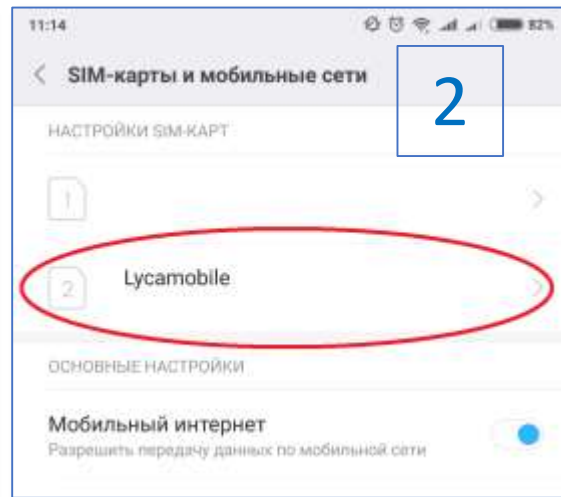 11:14 82%
SIM-карты и мобильные сети
2
НАСТРОЙКИ SIM-КАРТ
1
2 Lycamobile
ОСНОВНЫЕ НАСТРОЙКИ
Мобильный интернет
Разрешить передачу данных по мобильной сети